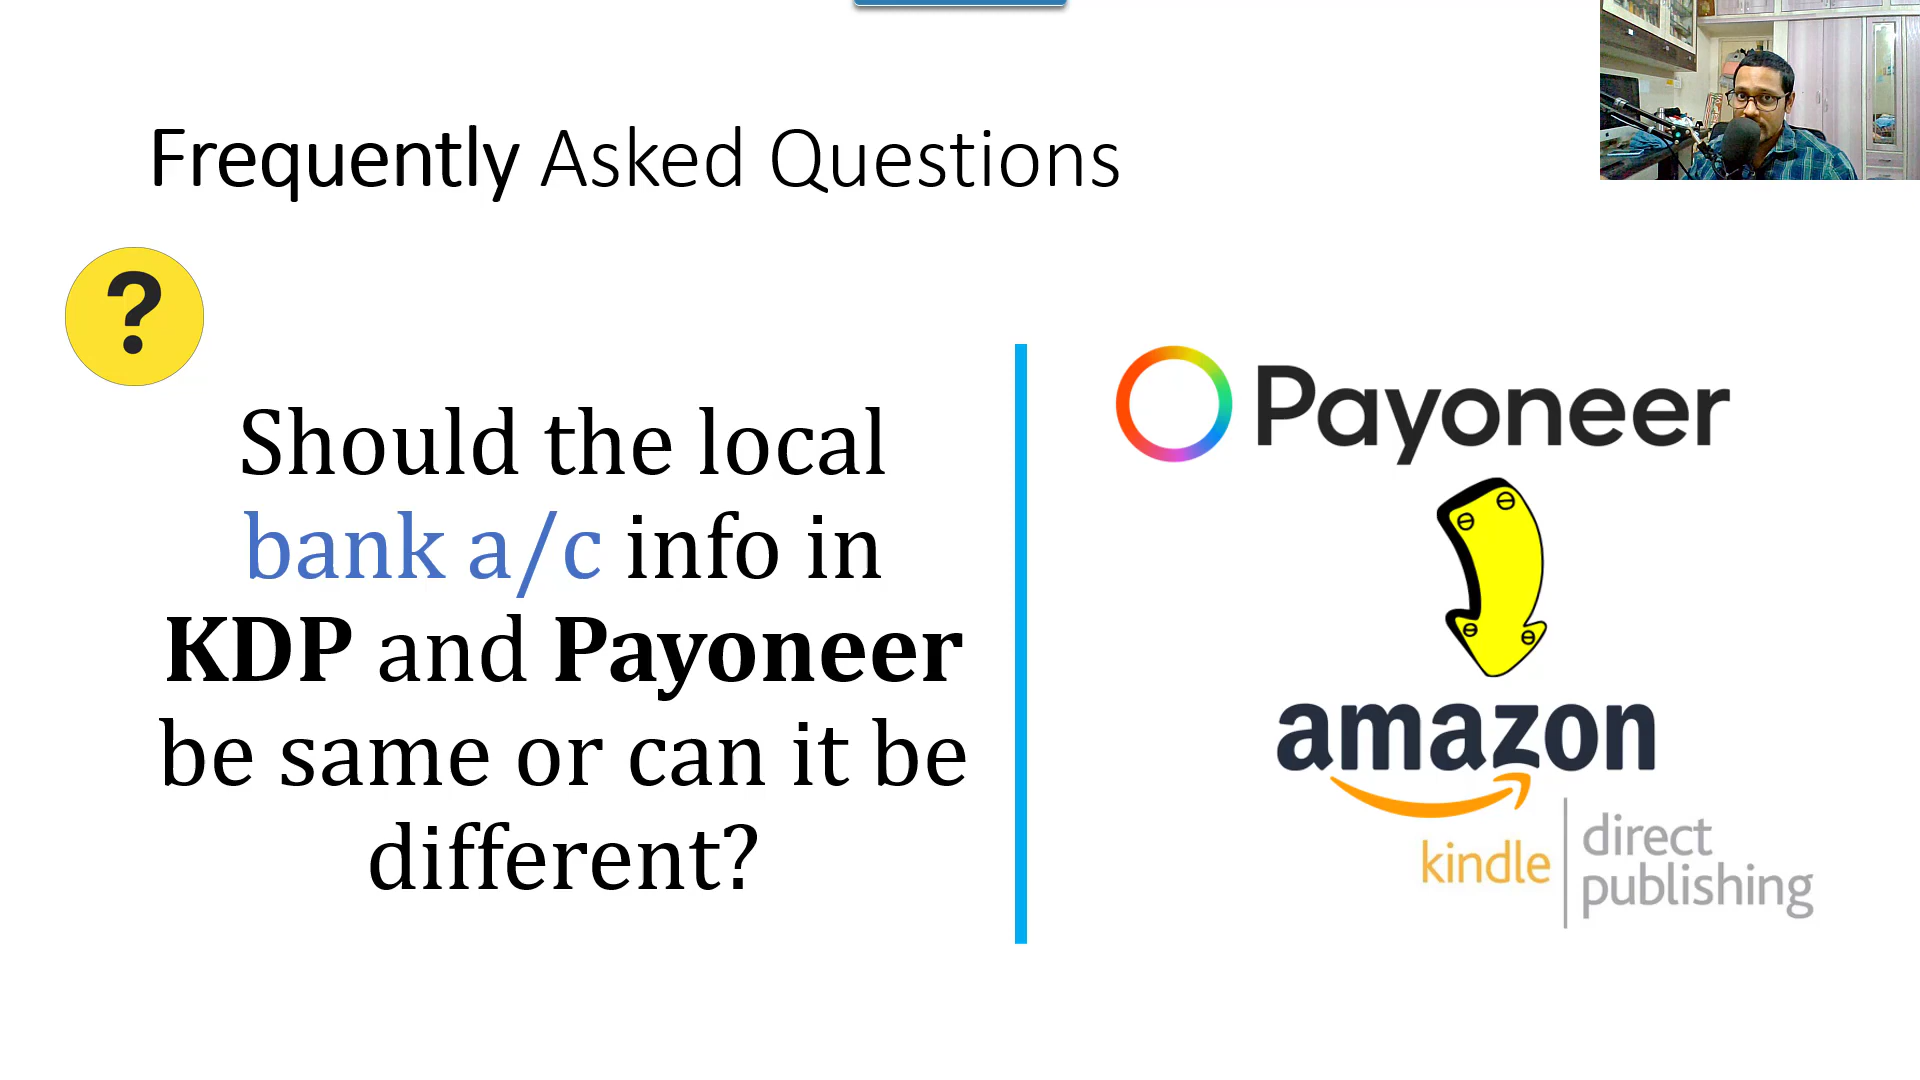 Frequently Asked Questions
?
Should the local
bank a/c info in
KDP and Payoneer
be same or can it be
different?
Payoneer
amazon
kindle direct publishing